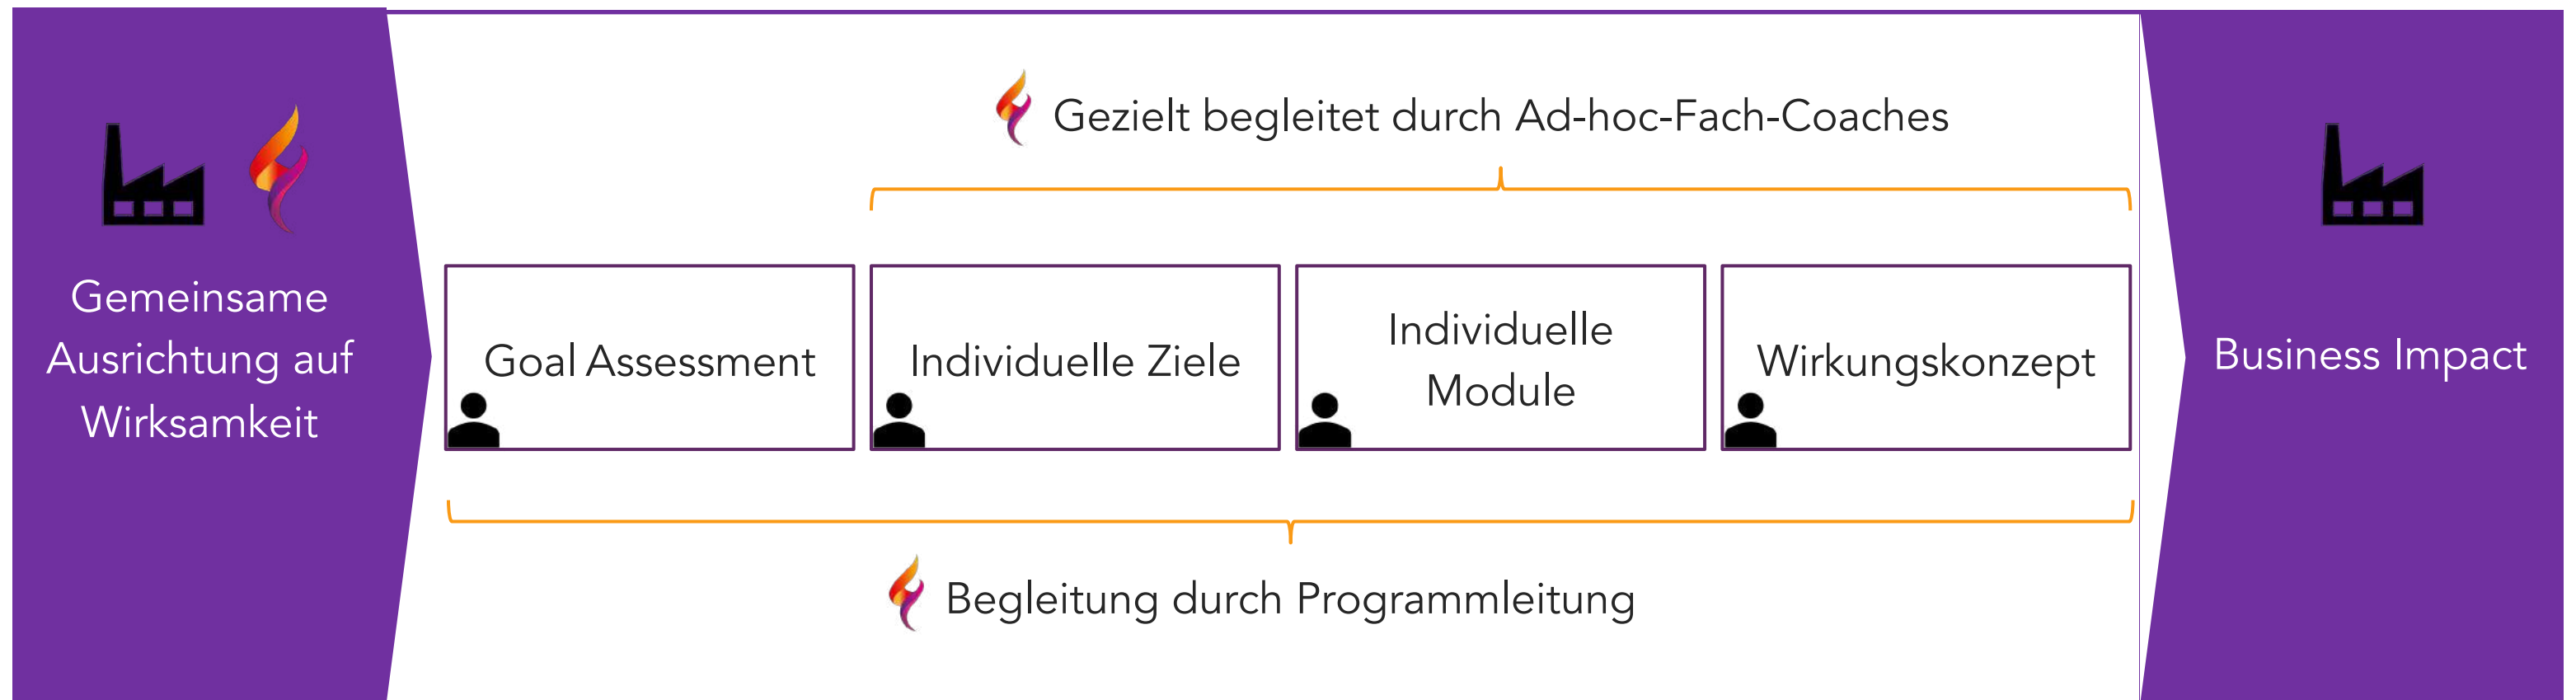 Gemeinsame
Ausrichtung auf
Wirksamkeit
Gezielt begleitet durch Ad-hoc-Fach-Coaches
Goal Assessment
Individuelle Ziele
Individuelle
Module
Wirkungskonzept
Begleitung durch Programmleitung
Business Impact